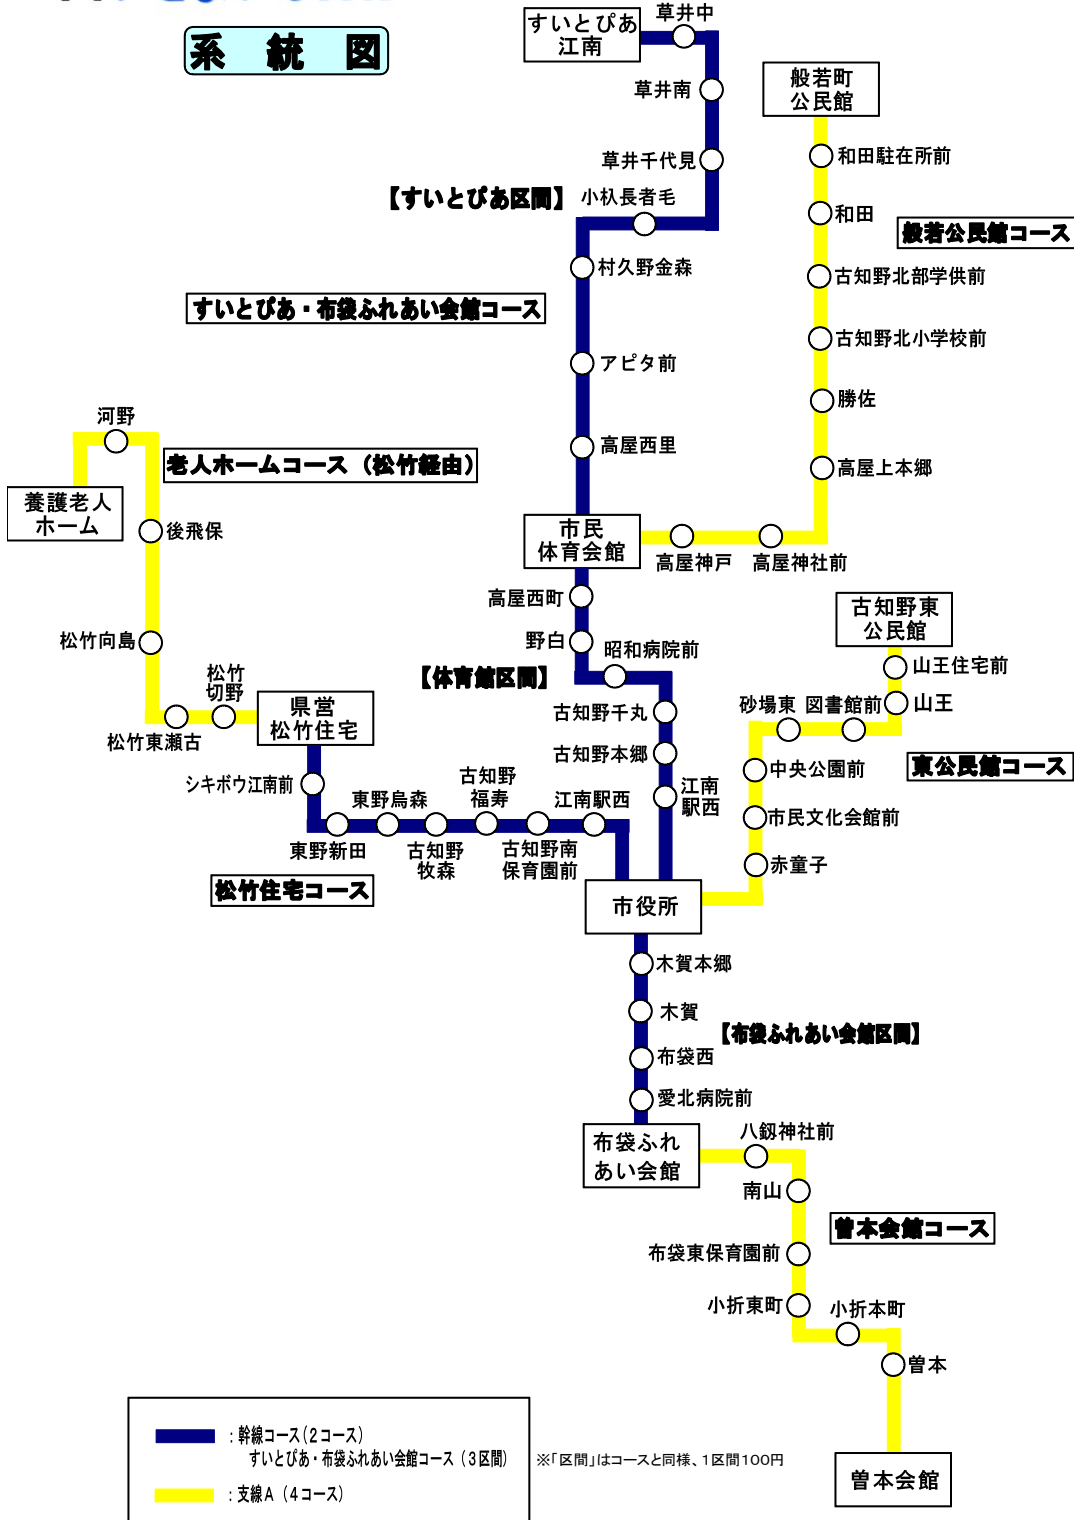 系統図
すいとぴあ
江南
草井中
草井南
草井千代見
小杁長者毛
【すいとぴあ区間】
村久野金森
すいとぴあ・布袋ふれあい会館コース
アピタ前
高屋西里
般若町
公民館
和田駐在所前
和田
般若公民館コース
古知野北部学供前
古知野北小学校前
勝佐
高屋上本郷
高屋神社前
高屋神戸
市民
体育会館
河野
老人ホームコース（松竹経由）
養護老人
ホーム
後飛保
松竹向島
松竹
切野
松竹東瀬古
県営
松竹住宅
高屋西町
野白
昭和病院前
【体育館区間】
古知野千丸
古知野本郷
江南
駅西
古知野東
公民館
山王住宅前
山王
砂場東
図書館前
東公民館コース
中央公園前
市民文化会館前
赤童子
シキボウ江南前
東野新田
東野烏森
古知野
牧森
古知野
福寿
古知野南
保育園前
江南駅西
松竹住宅コース
市役所
木賀本郷
木賀
【布袋ふれあい会館区間】
布袋西
愛北病院前
布袋ふれ
あい会館
八剱神社前
南山
曽本会館コース
布袋東保育園前
小折東町
小折本町
曽本
曽本会館
：幹線コース（2コース）
すいとぴあ・布袋ふれあい会館コース（3区間）
※「区間」はコースと同様、1区間100円
：支線A（4コース）